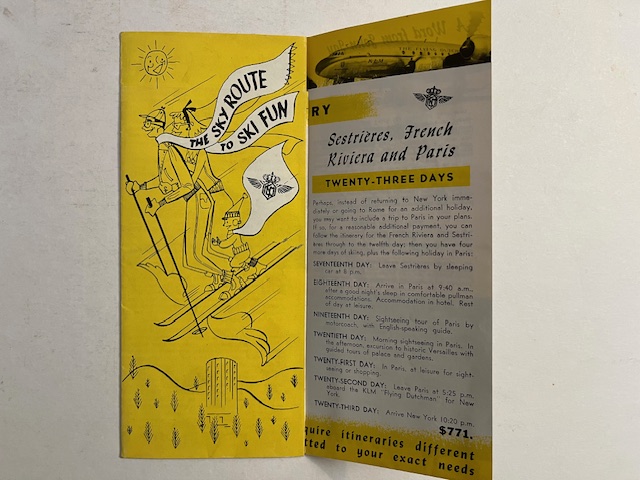 THE SKY ROUTE
TO SKI FUN
KLM
RY
Sestrières, French
Riviera and Paris
TWENTY-THREE DAYS
Perhaps, instead of returning to New York imme-
diately or going to Rome for an additional holiday,
you may want to include a trip to Paris in your plans.
If so, for a reasonable additional payment, you can
follow the itinerary for the French Riviera and Sestri-
ères through to the twelfth day; then you have four
more days of skiing, plus the following holiday in Paris:
SEVENTEENTH DAY: Leave Sestrières by sleeping
car at 6 p.m.
EIGHTEENTH DAY: Arrive in Paris at 9:40 a.m.,
after a good night's sleep in comfortable pullman
accommodations. Accommodation in hotel. Rest
of day at leisure.
NINETEENTH DAY: Sightseeing tour of Paris by
motorcoach, with English-speaking guide.
TWENTIETH DAY: Morning sightseeing in Paris. In
the afternoon, excursion to historic Versailles with
guided tours of palace and gardens.
TWENTY-FIRST DAY: In Paris, at leisure for sight-
seeing or shopping.
TWENTY-SECOND DAY: Leave Paris at 5:25 p.m.
aboard the KLM "Flying Dutchman" for New
York.
TWENTY-THIRD DAY: Arrive New York 10:20 p.m.
$771.
quire itineraries different
tted to your exact needs